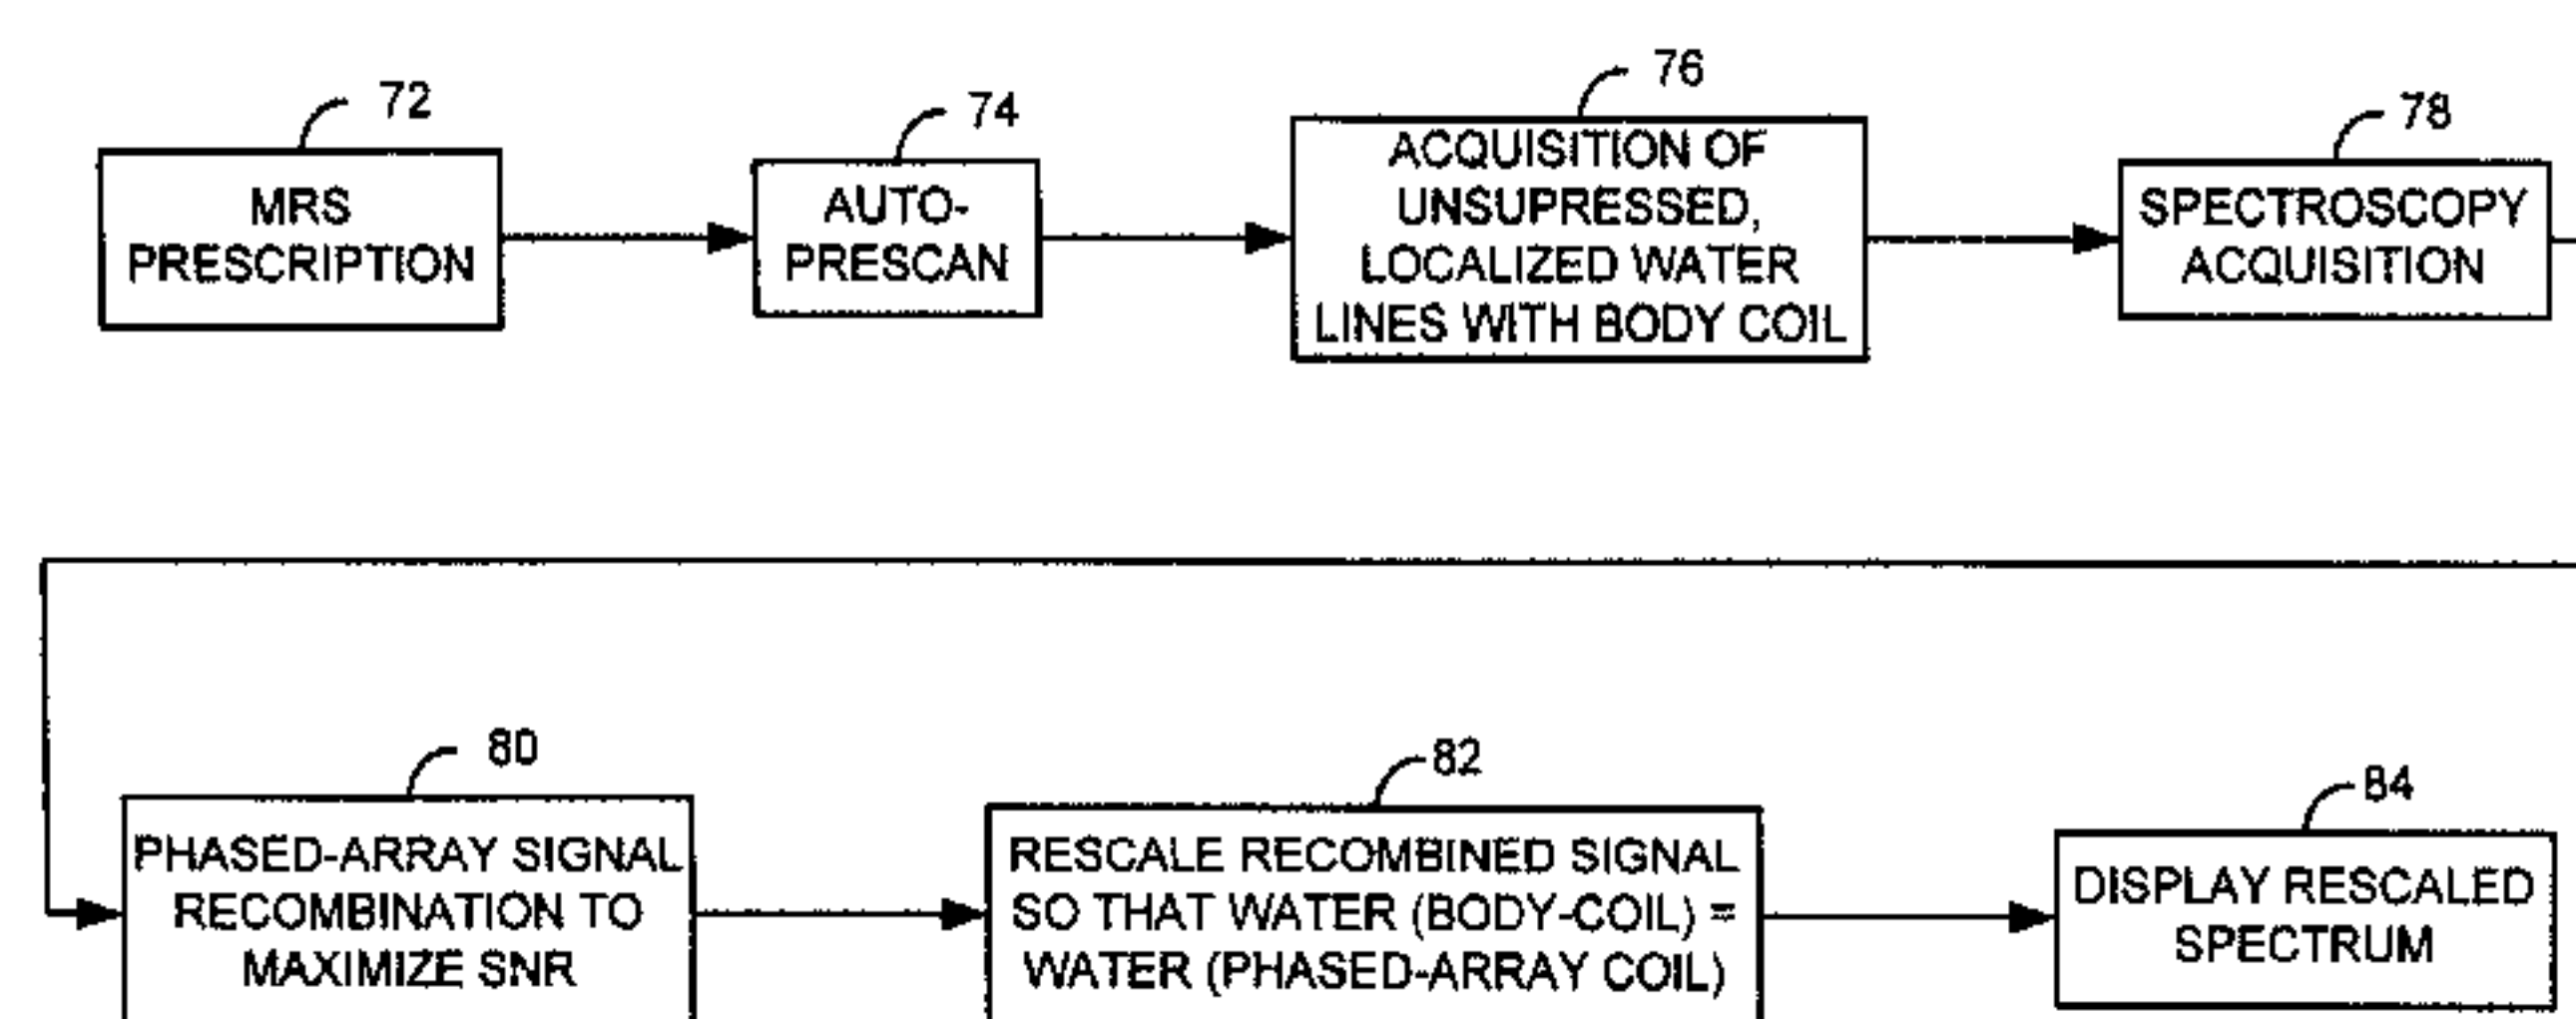 72
MRS
PRESCRIPTION
74
AUTO-
PRESCAN
76
ACQUISITION OF
UNSUPRESSED,
LOCALIZED WATER
LINES WITH BODY COIL
78
SPECTROSCOPY
ACQUISITION
80
PHASED-ARRAY SIGNAL
RECOMBINATION TO
MAXIMIZE SNR
82
RESCALE RECOMBINED SIGNAL
SO THAT WATER (BODY-COIL) =
WATER (PHASED-ARRAY COIL)
84
DISPLAY RESCALED
SPECTRUM